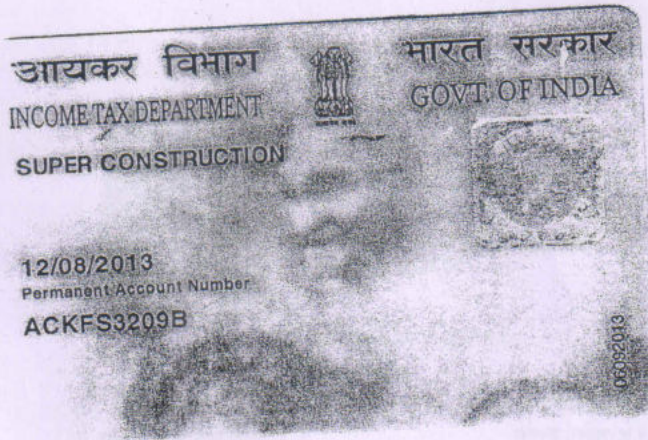 आयकर विभाग
भारत सरकार
INCOME TAX DEPARTMENT
GOVT. OF INDIA
SUPER CONSTRUCTION
12/08/2013
Permanent Account Number
ACKFS3209B
06092013